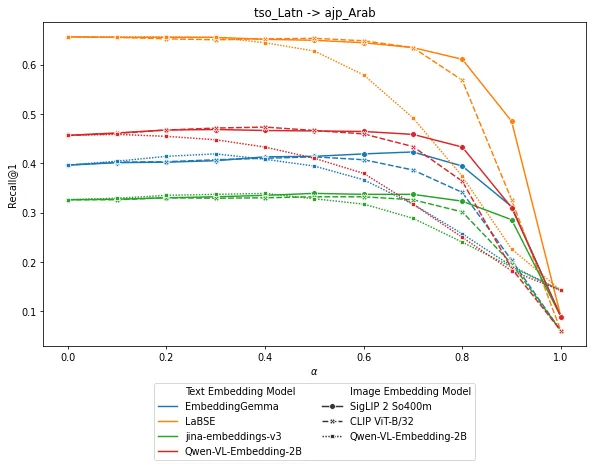 tso_Latn -> ajp_Arab
Recall@1
0.6
0.5
0.4
0.3
0.2
0.1
0.0 0.2 0.4 0.6 0.8 1.0
α
Text Embedding Model Image Embedding Model
EmbeddingGemma SigLIP 2 So400m
LaBSE CLIP ViT-B/32
jina-embeddings-v3 Qwen-VL-Embedding-2B
Qwen-VL-Embedding-2B